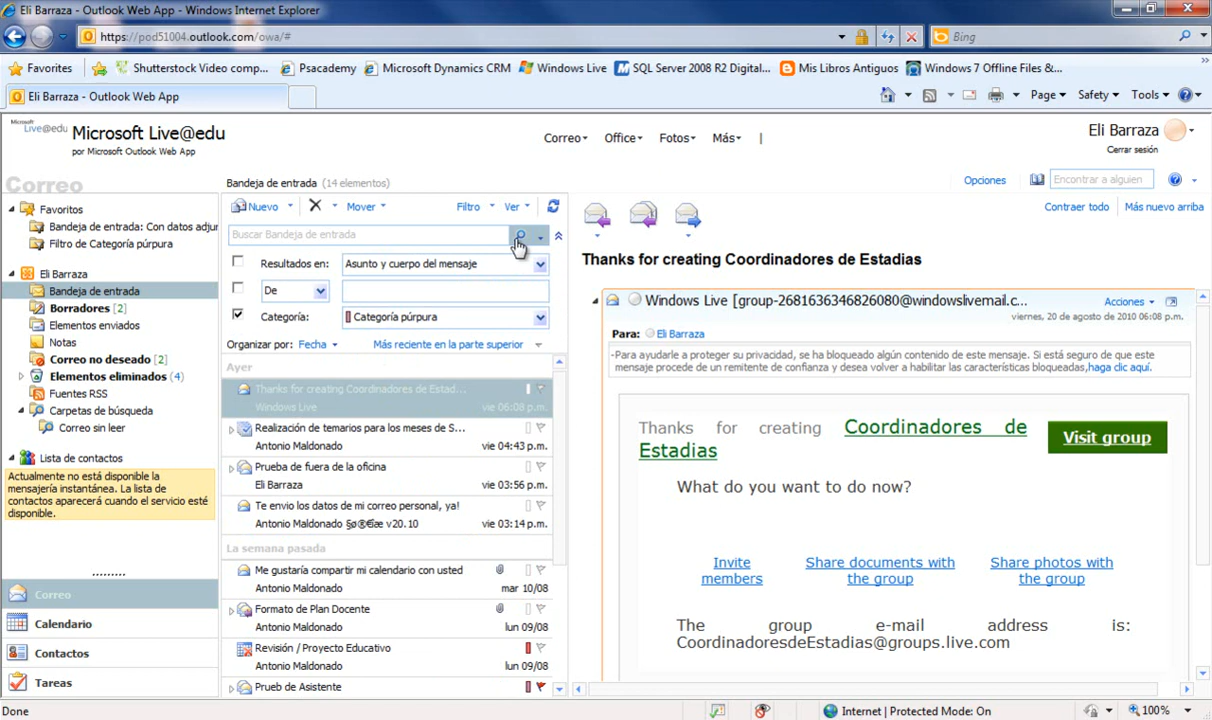 Eli Barraza - Outlook Web App - Windows Internet Explorer
https://pod51004.outlook.com/owa/#
Bing
Favorites
Shutterstock Video comp...
Psacademy
Microsoft Dynamics CRM
Windows Live
SQL Server 2008 R2 Digital...
Mis Libros Antiguos
Windows 7 Offline Files &...
Eli Barraza - Outlook Web App
Page
Safety
Tools
Microsoft
Live@edu
Microsoft Live@edu
por Microsoft Outlook Web App
Correo
Office
Fotos
Más
Eli Barraza
Cerrar sesión
Correo
Bandeja de entrada (14 elementos)
Opciones
Encontrar a alguien
Favoritos
Bandeja de entrada: Con datos adjur
Filtro de Categoría púrpura
Eli Barraza
Bandeja de entrada
Borradores [2]
Elementos enviados
Notas
Correo no deseado [2]
Elementos eliminados (4)
Fuentes RSS
Carpetas de búsqueda
Correo sin leer
Lista de contactos
Actualmente no está disponible la
mensajería instantánea. La lista de
contactos aparecerá cuando el servicio esté
disponible.
Correo
Calendario
Contactos
Tareas
Nuevo
Mover
Filtro
Ver
Buscar Bandeja de entrada
Resultados en:
Asunto y cuerpo del mensaje
De
Categoría:
Categoría púrpura
Organizar por: Fecha
Más reciente en la parte superior
Ayer
Thanks for creating Coordinadores de Estad...
Windows Live
vie 06:08 p.m.
Realización de temarios para los meses de S...
Antonio Maldonado
vie 04:43 p.m.
Prueba de fuera de la oficina
Eli Barraza
vie 03:56 p.m.
Te envio los datos de mi correo personal, ya!
Antonio Maldonado §ø®€íæ v20.10
vie 03:14 p.m.
La semana pasada
Me gustaría compartir mi calendario con usted
Antonio Maldonado
mar 10/08
Formato de Plan Docente
Antonio Maldonado
lun 09/08
Revisión / Proyecto Educativo
Antonio Maldonado
lun 09/08
Prueb de Asistente
Contraer todo
Más nuevo arriba
Thanks for creating Coordinadores de Estadias
Windows Live [group-2681636346826080@windowslivemail.c...
Acciones
viernes, 20 de agosto de 2010 06:08 p.m.
Para: Eli Barraza
-Para ayudarle a proteger su privacidad, se ha bloqueado algún contenido de este mensaje. Si está seguro de que este
mensaje procede de un remitente de confianza y desea volver a habilitar las características bloqueadas,haga clic aquí.
Thanks for creating Coordinadores de
Estadias
Visit group
What do you want to do now?
Invite
members
Share documents with
the group
Share photos with
the group
The group e-mail address is:
CoordinadoresdeEstadias@groups.live.com
Done
Internet | Protected Mode: On
100%